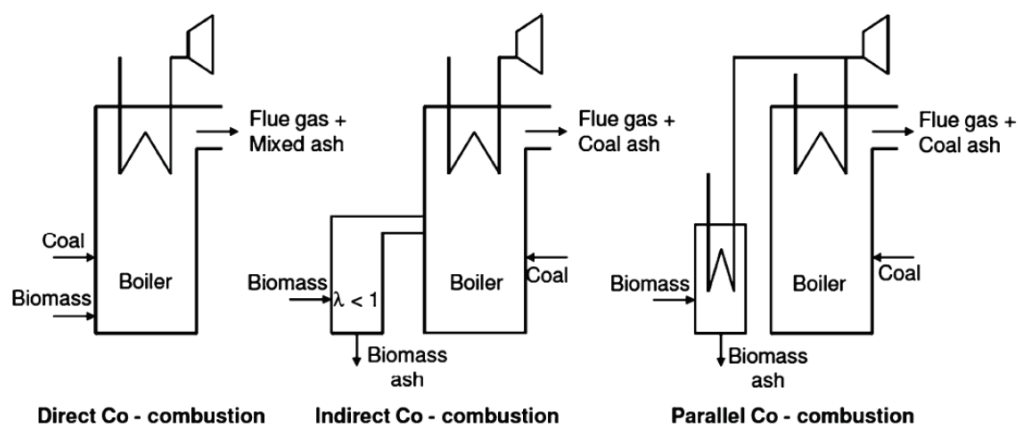 Flue gas +
Mixed ash
Coal
Biomass
Boiler
Direct Co - combustion
Flue gas +
Coal ash
Biomass
λ < 1
Boiler
Coal
Biomass
ash
Indirect Co - combustion
Flue gas +
Coal ash
Biomass
Boiler
Coal
Biomass
ash
Parallel Co - combustion